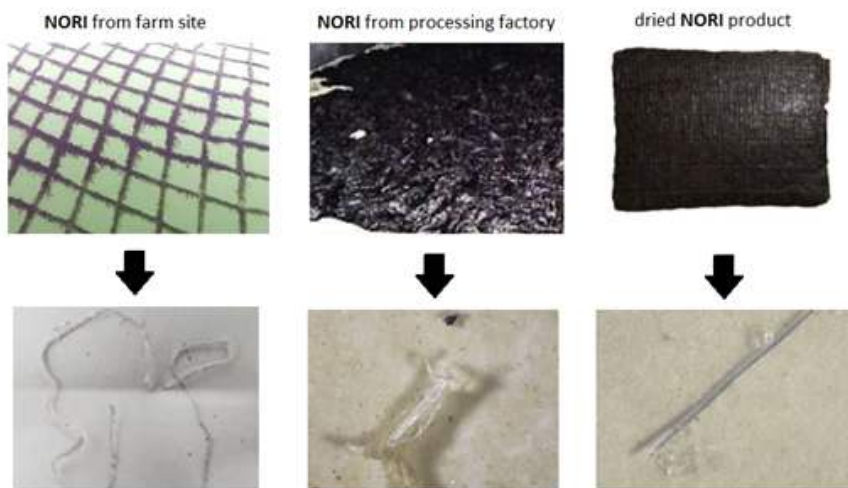 NORI from farm site
NORI from processing factory
dried NORI product